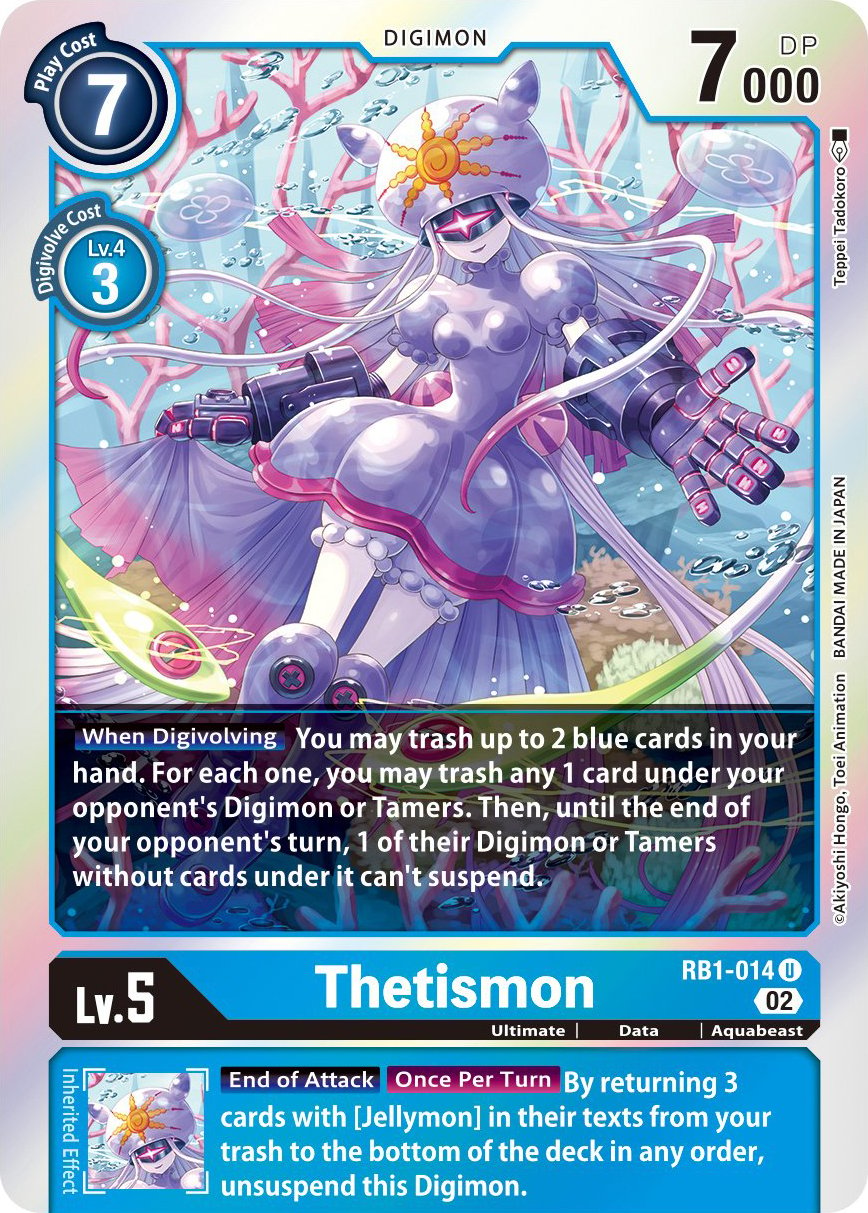 DIGIMON
Play Cost
7
7000
DP
Digivolve Cost
Lv.4
3
Teppei Tadokoro
BANDAI MADE IN JAPAN
©Akiyoshi Hongo, Toei Animation
When Digivolving You may trash up to 2 blue cards in your
hand. For each one, you may trash any 1 card under your
opponent's Digimon or Tamers. Then, until the end of
your opponent's turn, 1 of their Digimon or Tamers
without cards under it can't suspend.
Lv.5
Thetismon
RB1-014 U
02
Ultimate | Data | Aquabeast
Inherited Effect
End of Attack Once Per Turn By returning 3
cards with [Jellymon] in their texts from your
trash to the bottom of the deck in any order,
unsuspend this Digimon.